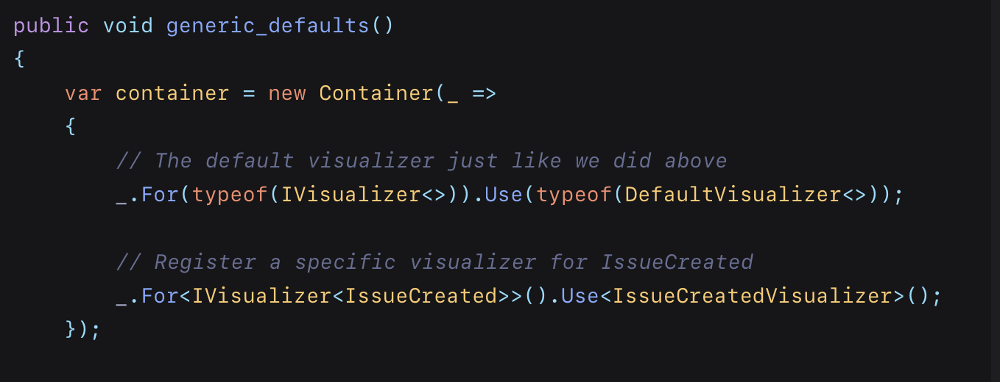 public void generic_defaults()
{
    var container = new Container(_ =>
    {
        // The default visualizer just like we did above
        _.For(typeof(IVisualizer<>)).Use(typeof(DefaultVisualizer<>));

        // Register a specific visualizer for IssueCreated
        _.For<IVisualizer<IssueCreated>>().Use<IssueCreatedVisualizer>();
    });